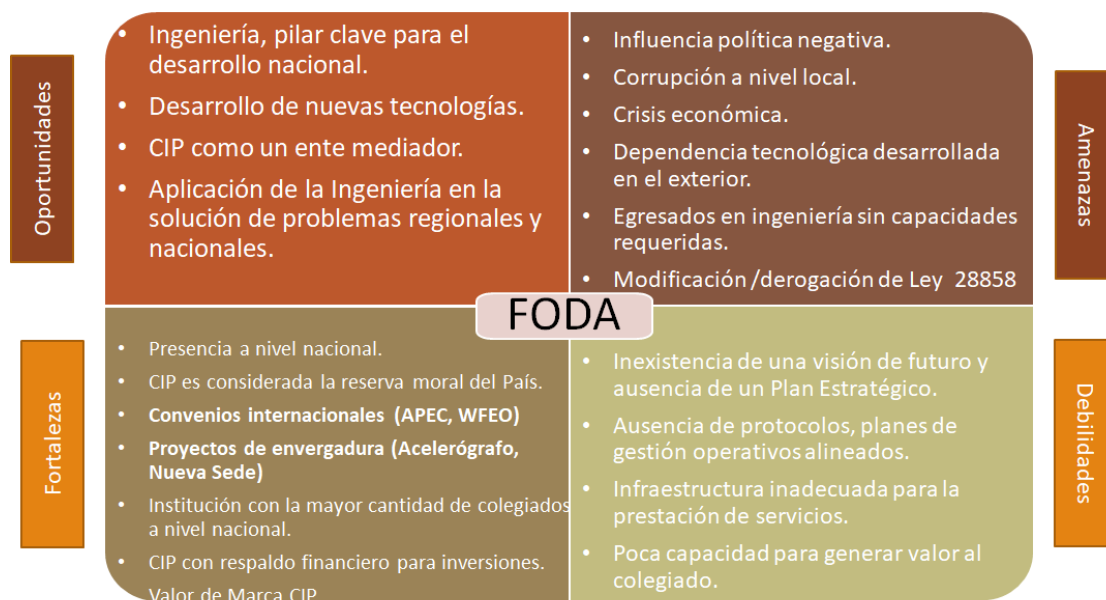 Oportunidades
• Ingeniería, pilar clave para el
desarrollo nacional.
• Desarrollo de nuevas tecnologías.
• CIP como un ente mediador.
• Aplicación de la Ingeniería en la
solución de problemas regionales y
nacionales.
• Influencia política negativa.
• Corrupción a nivel local.
• Crisis económica.
• Dependencia tecnológica desarrollada
en el exterior.
• Egresados en ingeniería sin capacidades
requeridas.
• Modificación /derogación de Ley 28858
Amenazas
FODA
Fortalezas
• Presencia a nivel nacional.
• CIP es considerada la reserva moral del País.
• Convenios internacionales (APEC, WFEO)
• Proyectos de envergadura (Acelerógrafo,
Nueva Sede)
• Institución con la mayor cantidad de colegiados
a nivel nacional.
• CIP con respaldo financiero para inversiones.
Valor de Marca CIP
• Inexistencia de una visión de futuro y
ausencia de un Plan Estratégico.
• Ausencia de protocolos, planes de
gestión operativos alineados.
• Infraestructura inadecuada para la
prestación de servicios.
• Poca capacidad para generar valor al
colegiado.
Debilidades